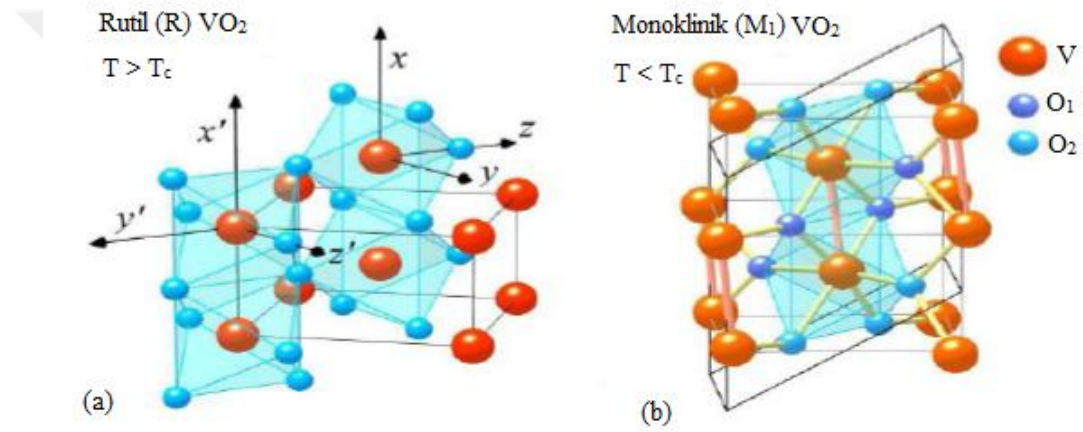 Rutil (R) VO₂
T > Tc
x
z
y
x'
y'
z'
(a)
Monoklinik (M₁) VO₂
T < Tc
V
O₁
O₂
(b)